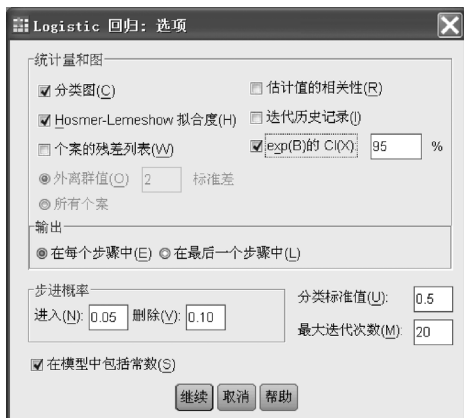 Logistic 回归: 选项
统计量和图
分类图(C)
估计值的相关性(R)
Hosmer-Lemeshow 拟合度(H)
迭代历史记录(I)
个案的残差列表(W)
exp(B)的 CI(X): 95 %
外离群值(O) 2 标准差
所有个案
输出
在每个步骤中(E) 在最后一个步骤中(L)
步进概率
进入(N): 0.05 删除(V): 0.10
分类标准值(U): 0.5
最大迭代次数(M): 20
在模型中包括常数(S)
继续 取消 帮助